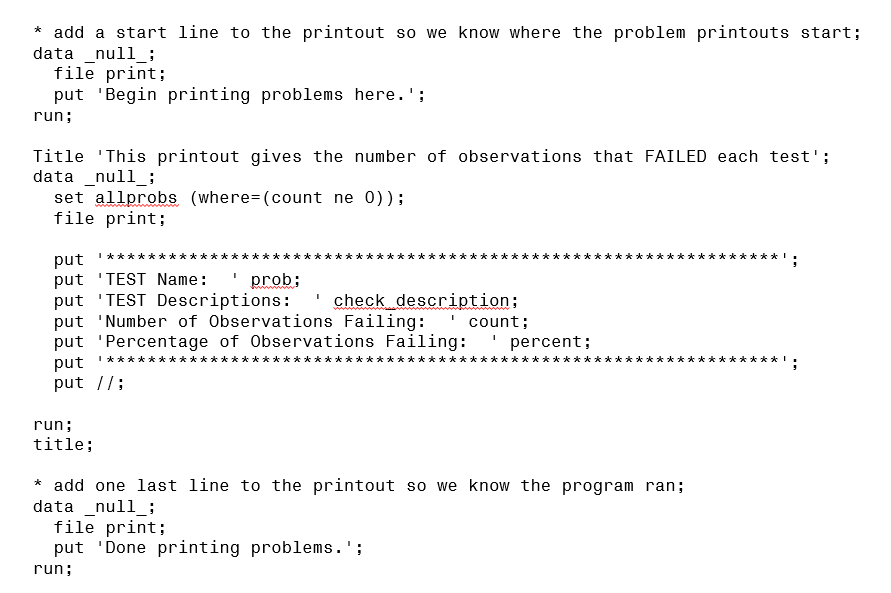 * add a start line to the printout so we know where the problem printouts start;
data _null_;
  file print;
  put 'Begin printing problems here.';
run;

Title 'This printout gives the number of observations that FAILED each test';
data _null_;
  set allprobs (where=(count ne 0));
  file print;

  put '*****************************************************************';
  put 'TEST Name:  ' prob;
  put 'TEST Descriptions:  ' check_description;
  put 'Number of Observations Failing:  ' count;
  put 'Percentage of Observations Failing:  ' percent;
  put '*****************************************************************';
  put //;

run;
title;

* add one last line to the printout so we know the program ran;
data _null_;
  file print;
  put 'Done printing problems.';
run;